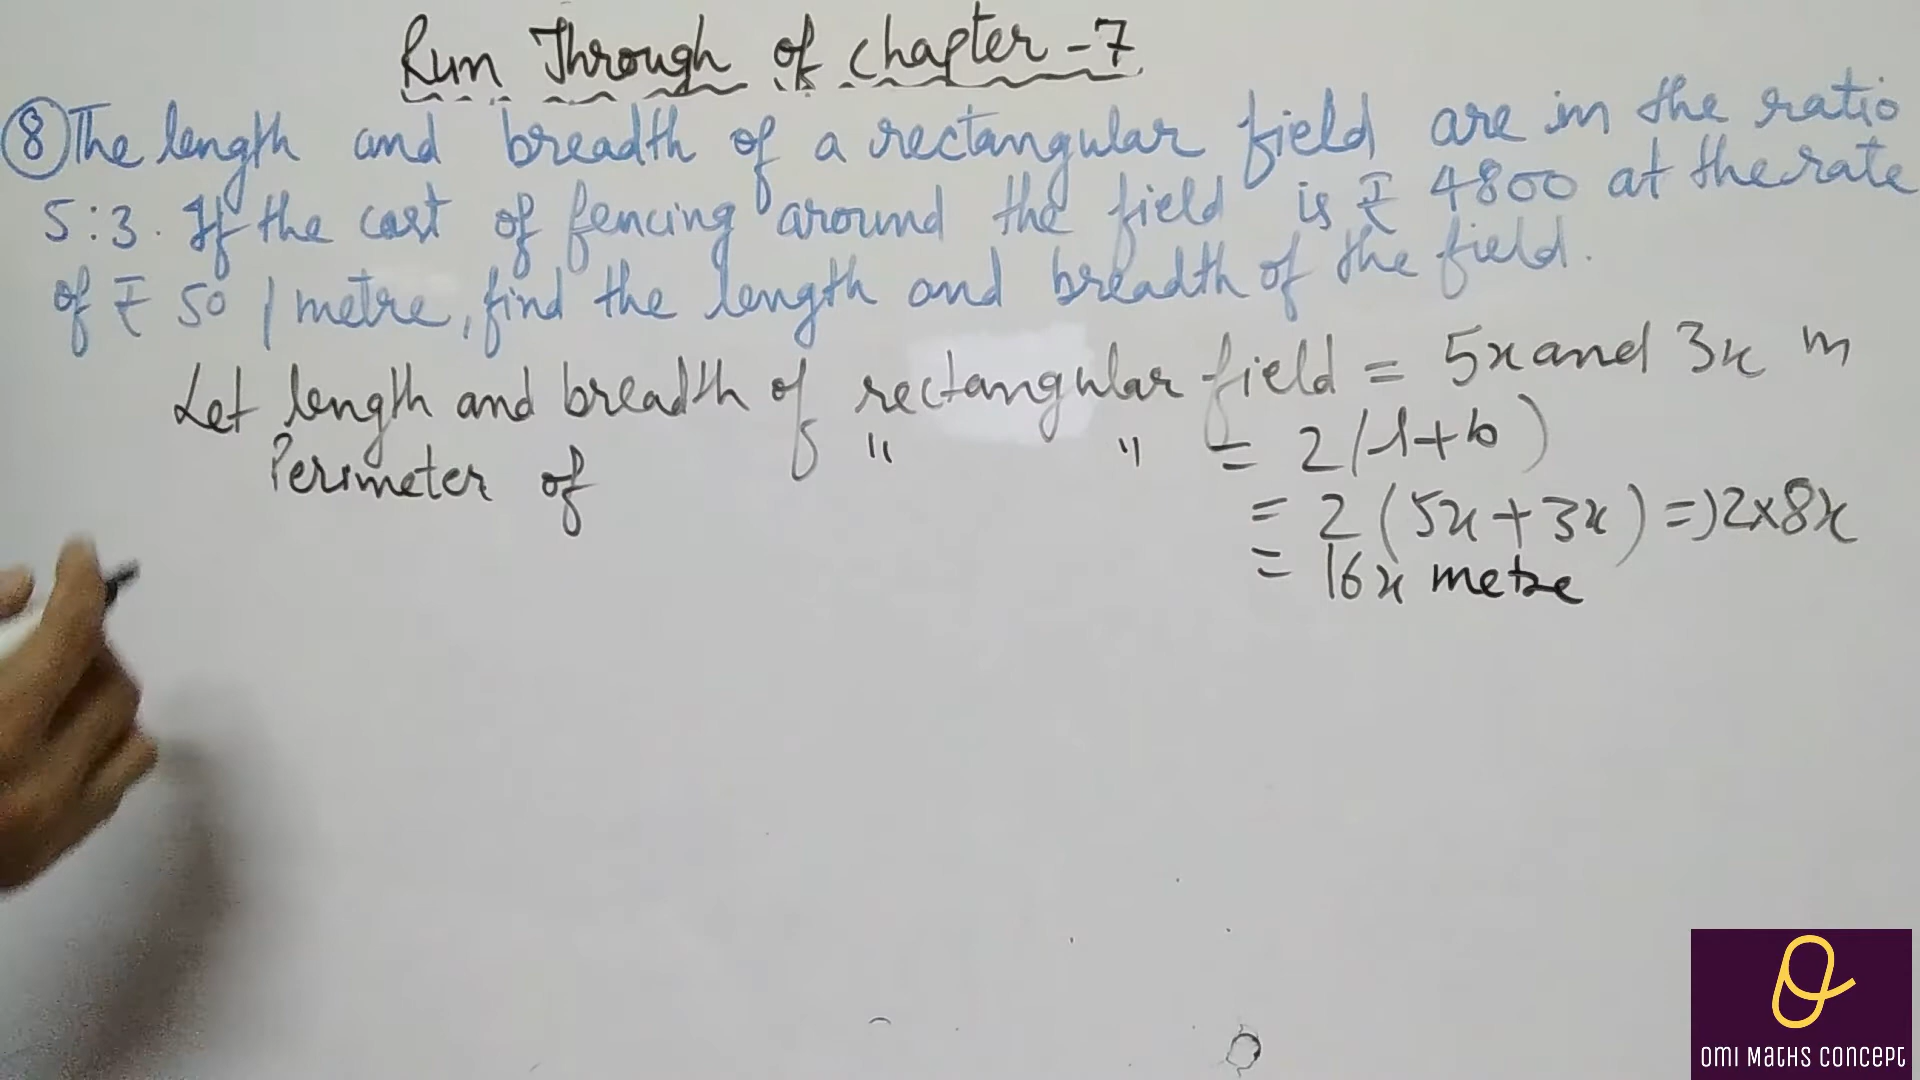 Run Through of chapter-7
⑧ The length and breadth of a rectangular field are in the ratio
5:3. If the cost of fencing around the field is ₹ 4800 at the rate
of ₹ 50 / metre, find the length and breadth of the field.
Let length and breadth of rectangular field = 5x and 3x m
Perimeter of " " = 2(l+b)
= 2(5x+3x) => 2x8x
= 16x metre
OMI MATHS CONCEPT